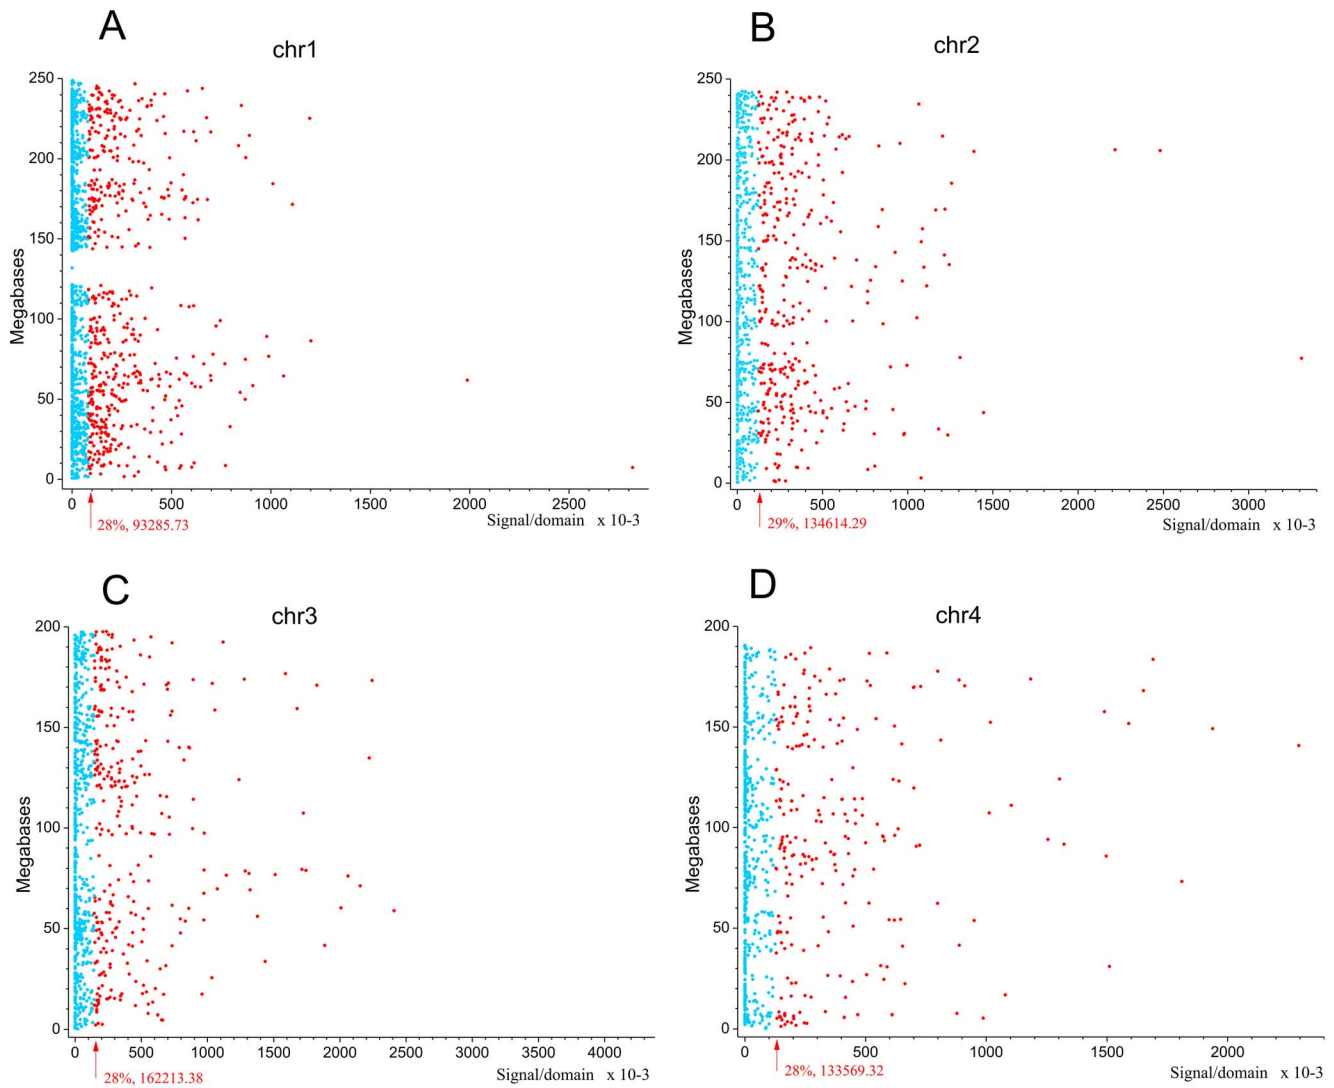 A
chr1
250
200
150
100
50
0
Megabases
0 500 1000 1500 2000 2500
28%, 93285.73
Signal/domain x 10-3
B
chr2
250
200
150
100
50
0
Megabases
0 500 1000 1500 2000 2500 3000
29%, 134614.29
Signal/domain x 10-3
C
chr3
200
150
100
50
0
Megabases
0 500 1000 1500 2000 2500 3000 3500 4000
28%, 162213.38
Signal/domain x 10-3
D
chr4
200
150
100
50
0
Megabases
0 500 1000 1500 2000
28%, 133569.32
Signal/domain x 10-3